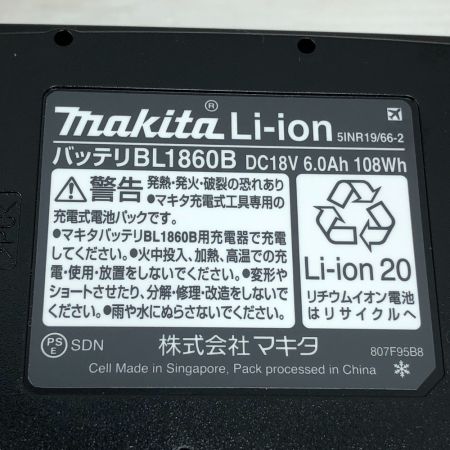 makita® Li-ion 5INR19/66-2
バッテリBL1860B DC18V 6.0Ah 108Wh
警告 発熱・発火・破裂の恐れあり
●マキタ充電式工具専用の
充電式電池パックです。
●マキタバッテリBL1860B用充電器で充電
してください。●火中投入、加熱、高温での充
電・使用・放置をしないでください。●変形や
ショートさせたり、分解・修理・改造をしないで
ください。●雨や水にぬらさないでください。
Li-ion 20
リチウムイオン電池
はリサイクルへ
PSE SDN 株式会社 マキタ 807F95B8
Cell Made in Singapore, Pack processed in China